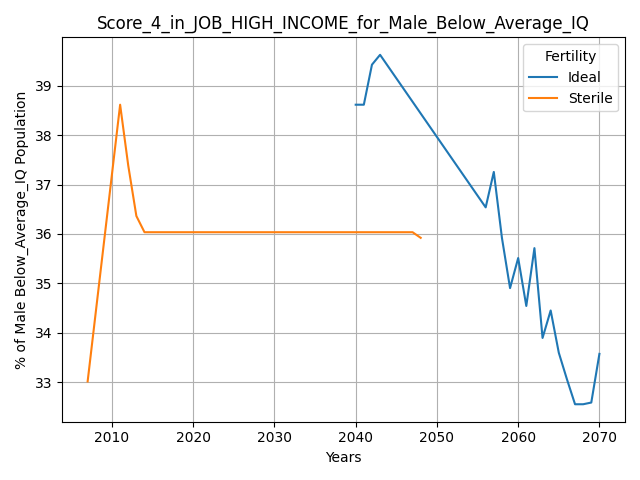 Score_4_in_JOB_HIGH_INCOME_for_Male_Below_Average_IQ
Fertility
Ideal
Sterile
% of Male Below_Average_IQ Population
39
38
37
36
35
34
33
2010
2020
2030
2040
2050
2060
2070
Years